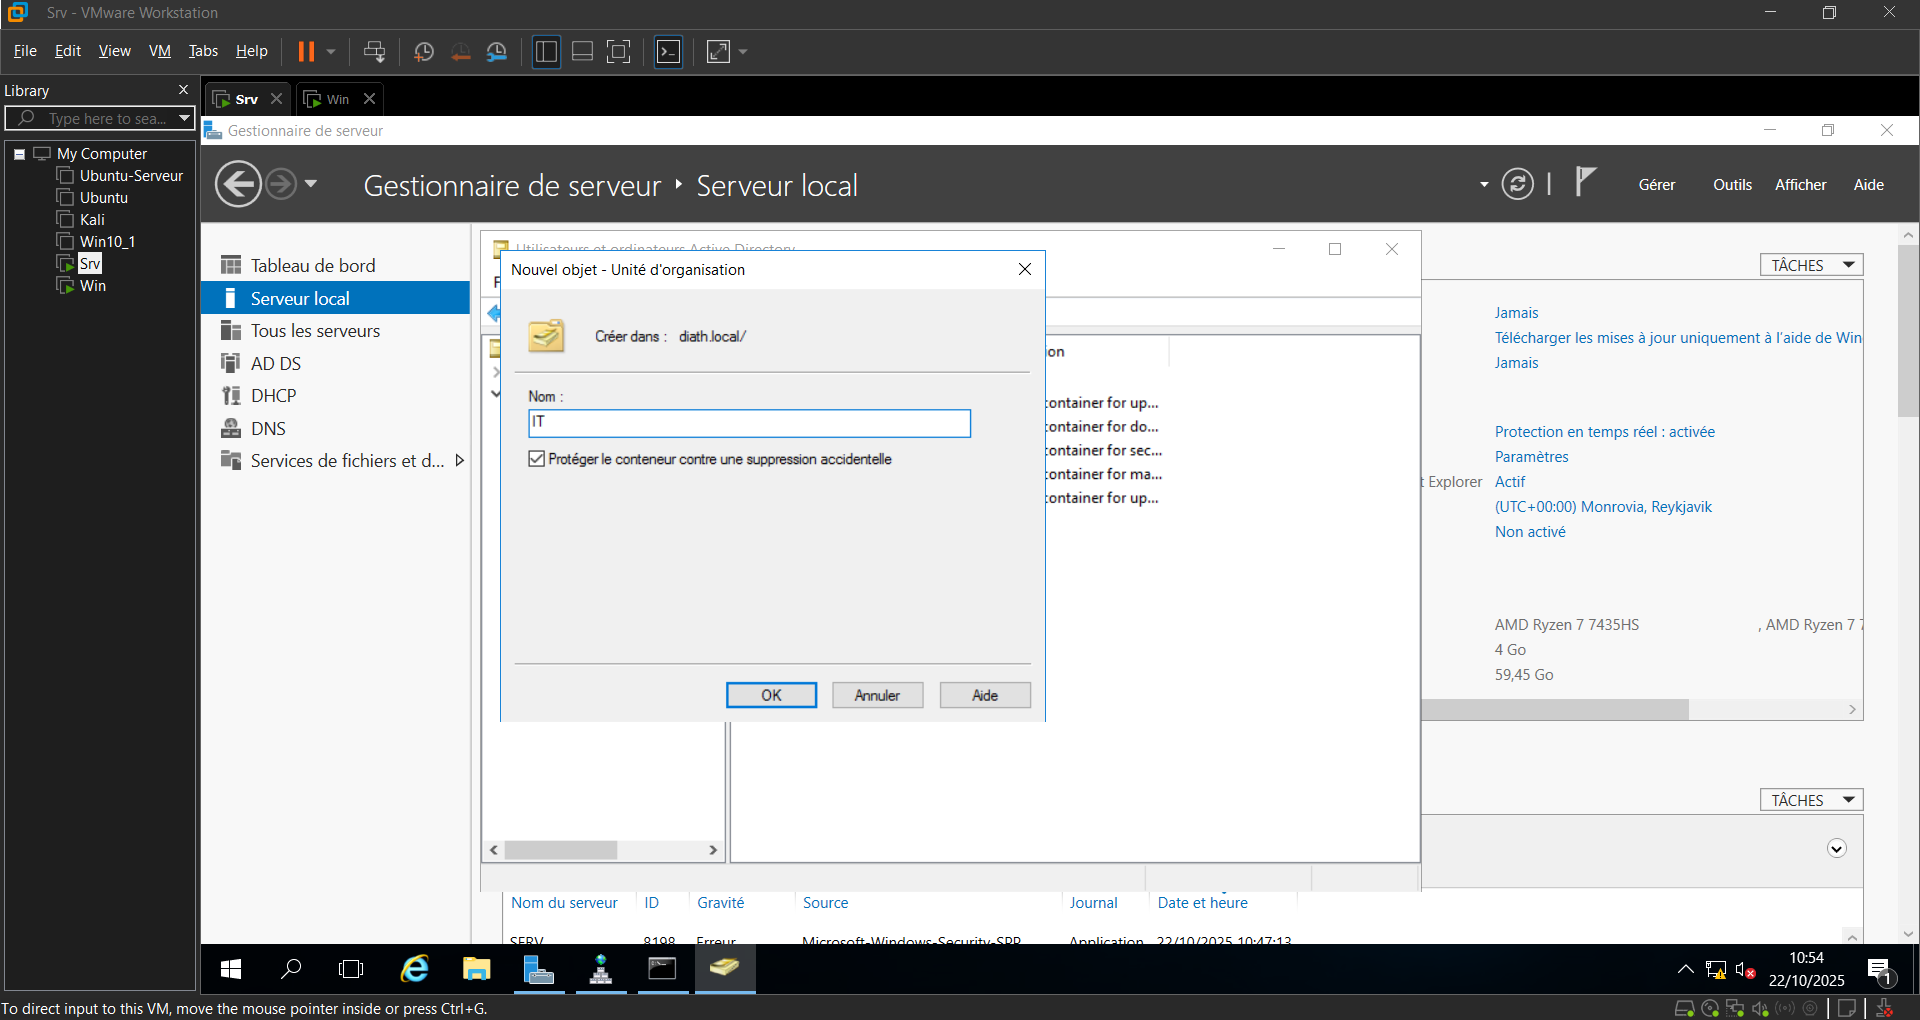 Srv - VMware Workstation
File Edit View VM Tabs Help
Library
Type here to sea...
My Computer
Ubuntu-Serveur
Ubuntu
Kali
Win10_1
Srv
Win
Srv
Win
Gestionnaire de serveur
Gestionnaire de serveur ‣ Serveur local
Gérer Outils Afficher Aide
Tableau de bord
Serveur local
Tous les serveurs
AD DS
DHCP
DNS
Services de fichiers et d...
Utilisateurs et ordinateurs Active Directory
Nouvel objet - Unité d'organisation
Créer dans : diath.local/
Nom :
IT
Protéger le conteneur contre une suppression accidentelle
OK Annuler Aide
container for up...
container for do...
container for sec...
container for ma...
container for up...
TÂCHES
Jamais
Télécharger les mises à jour uniquement à l'aide de Win
Jamais
Protection en temps réel : activée
Paramètres
t Explorer Actif
(UTC+00:00) Monrovia, Reykjavik
Non activé
AMD Ryzen 7 7435HS , AMD Ryzen 7 7
4 Go
59,45 Go
TÂCHES
Nom du serveur ID Gravité Source Journal Date et heure
SERV 8198 Erreur Microsoft-Windows-Security-SPP Application 22/10/2025 10:47:13
10:54
22/10/2025
1
To direct input to this VM, move the mouse pointer inside or press Ctrl+G.